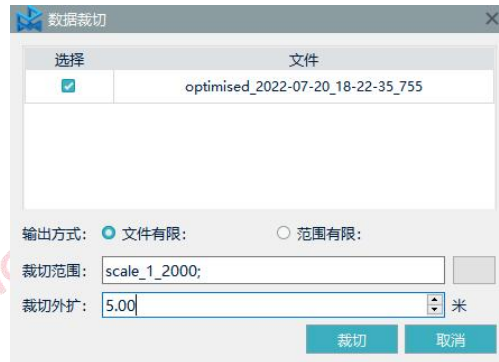 数据裁切
选择 文件
optimised_2022-07-20_18-22-35_755
输出方式: 文件有限: 范围有限:
裁切范围: scale_1_2000;
裁切外扩: 5.00 米
裁切 取消